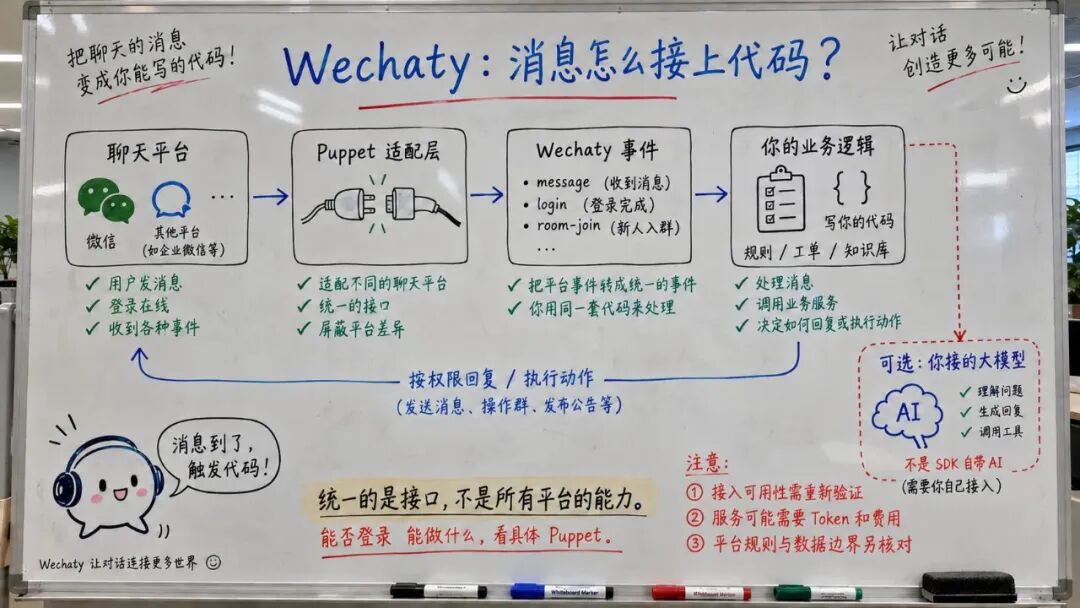 把聊天的消息
变成你能写的代码！
Wechaty：消息怎么接上代码？
让对话
创造更多可能！
聊天平台
微信
其他平台
(如企业微信等)
...
✓ 用户发消息
✓ 登录在线
✓ 收到各种事件
Puppet 适配层
✓ 适配不同的聊天平台
✓ 统一的接口
✓ 屏蔽平台差异
Wechaty 事件
• message (收到消息)
• login (登录完成)
• room-join (新人入群)
...
✓ 把平台事件转成统一的事件
✓ 你用同一套代码来处理
你的业务逻辑
{ }
写你的代码
规则 / 工单 / 知识库
✓ 处理消息
✓ 调用业务服务
✓ 决定如何回复或执行动作
按权限回复 / 执行动作
(发送消息、操作群、发布公告等)
可选：你接的大模型
AI
✓ 理解问题
✓ 生成回复
✓ 调用工具
不是 SDK 自带 AI
(需要你自己接入)
消息到了，
触发代码！
统一的是接口，不是所有平台的能力。
能否登录 能做什么，看具体 Puppet。
注意：
① 接入可用性需重新验证
② 服务可能需要 Token 和费用
③ 平台规则与数据边界另核对
Wechaty 让对话连接更多世界
Whiteboard Marker